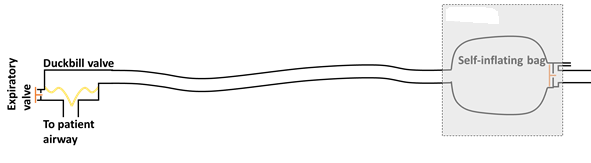 Duckbill valve
Self-inflating bag
Expiratory
valve
To patient
airway